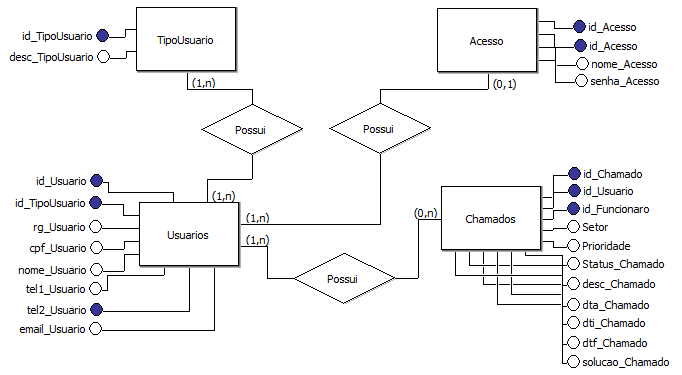 id_TipoUsuario
desc_TipoUsuario
TipoUsuario
(1,n)
Acesso
(0,1)
id_Acesso
id_Acesso
nome_Acesso
senha_Acesso
Possui
Possui
id_Usuario
id_TipoUsuario
rg_Usuario
cpf_Usuario
nome_Usuario
tel1_Usuario
tel2_Usuario
email_Usuario
(1,n)
Usuarios
(1,n)
(1,n)
Possui
(0,n)
Chamados
id_Chamado
id_Usuario
id_Funcionaro
Setor
Prioridade
Status_Chamado
desc_Chamado
dta_Chamado
dti_Chamado
dtf_Chamado
solucao_Chamado